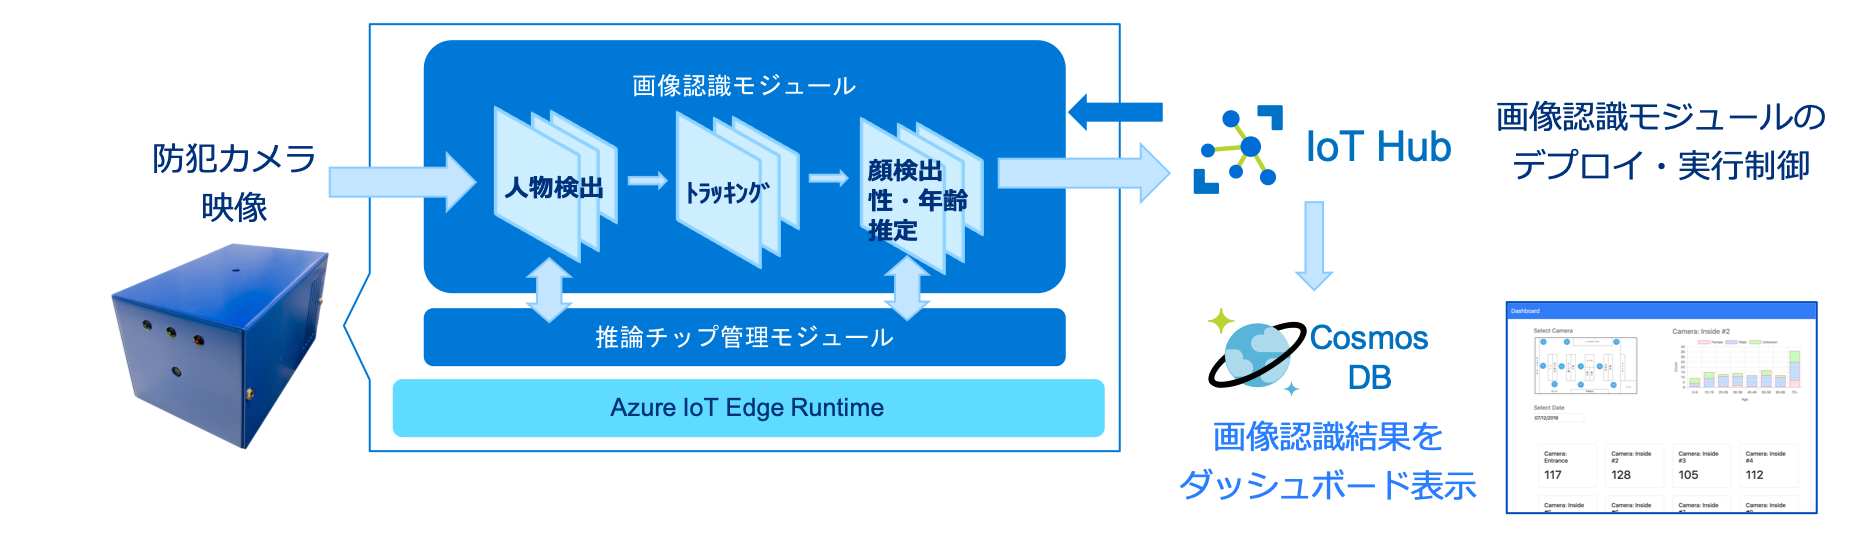 防犯カメラ
映像
画像認識モジュール
人物検出
ﾄﾗｯｷﾝｸﾞ
顔検出
性・年齢
推定
推論チップ管理モジュール
Azure IoT Edge Runtime
IoT Hub
画像認識モジュールの
デプロイ・実行制御
Cosmos
DB
画像認識結果を
ダッシュボード表示
Dashboard
Select Camera
Camera: Inside #2
Female Male Unknown
Age
Select Date
07/12/2019
Camera:
Entrance
117
Camera: Inside
#2
128
Camera: Inside
#3
105
Camera: Inside
#4
112
Camera: Inside
Camera: Inside
Camera: Inside
Camera: Inside